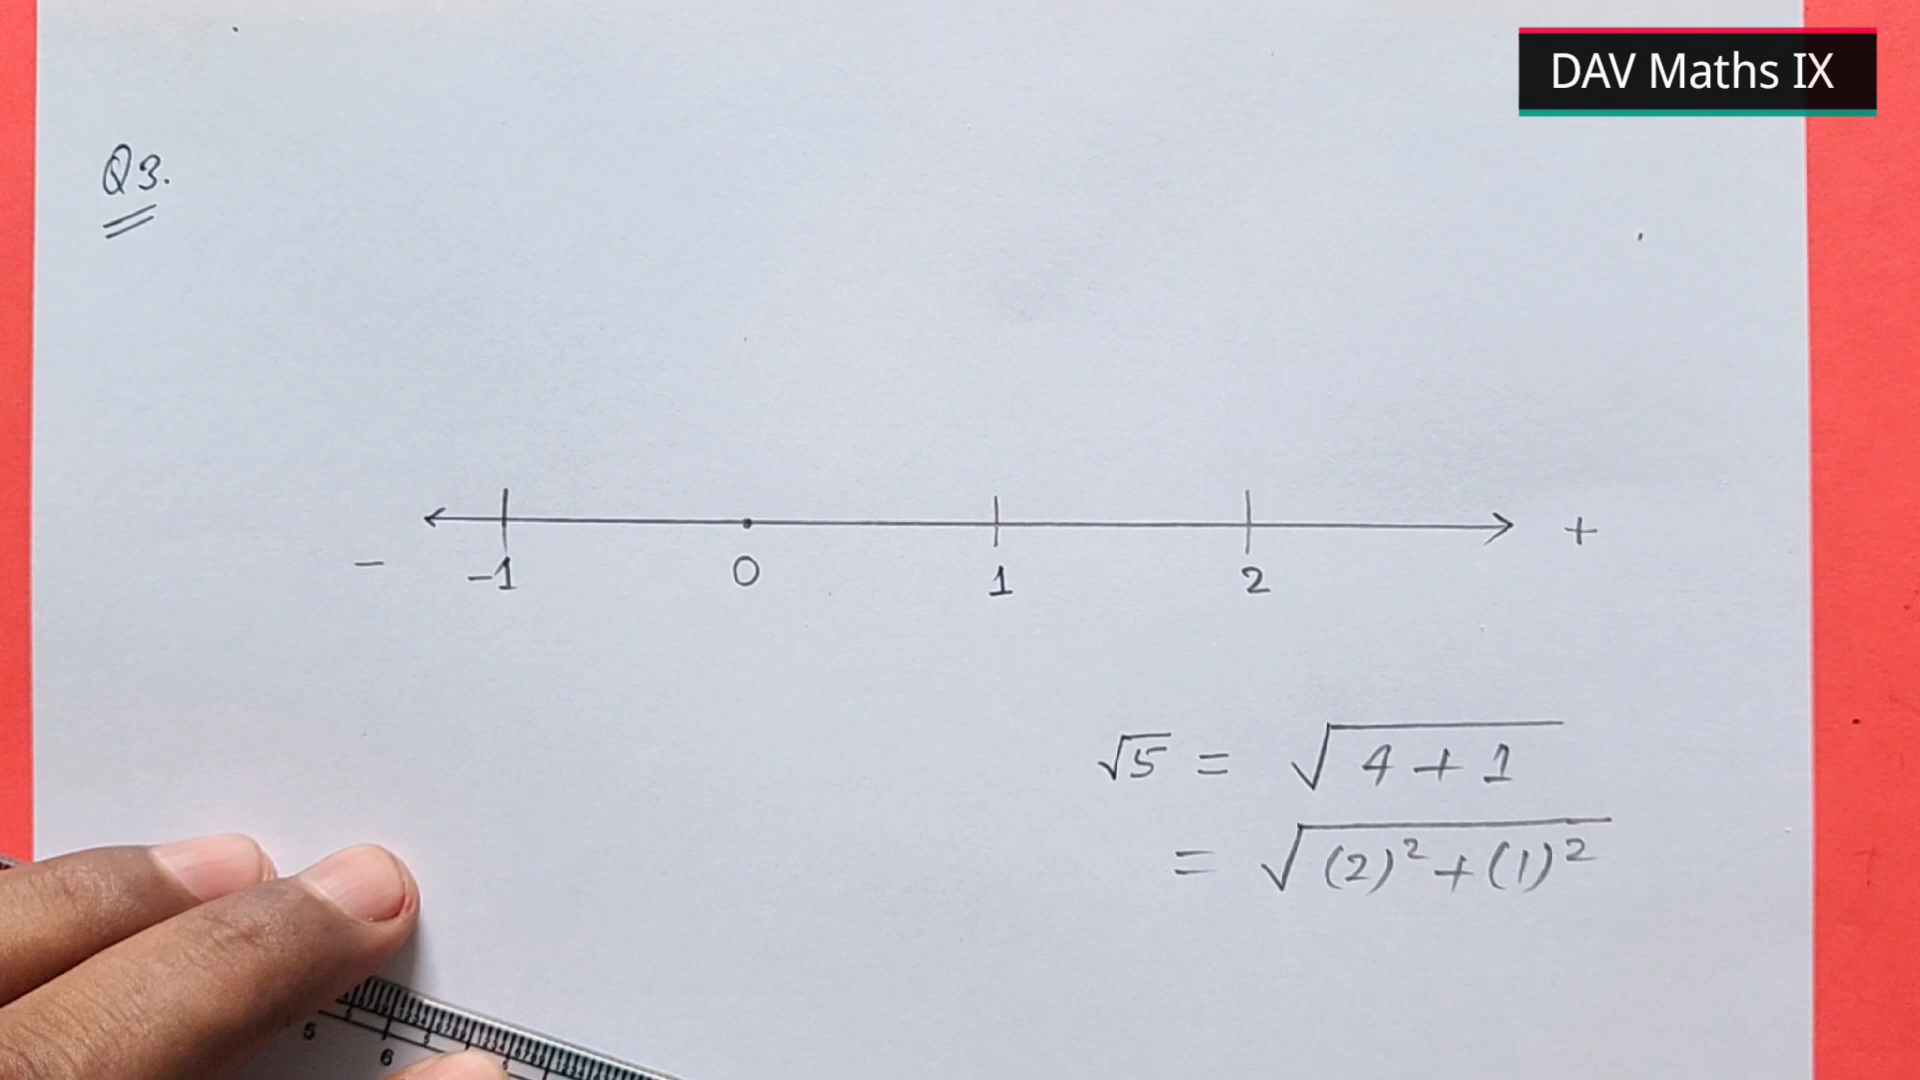 DAV Maths IX
Q3.
+
- -1 0 1 2
√5 = √4+1
= √(2)²+(1)²
5 6